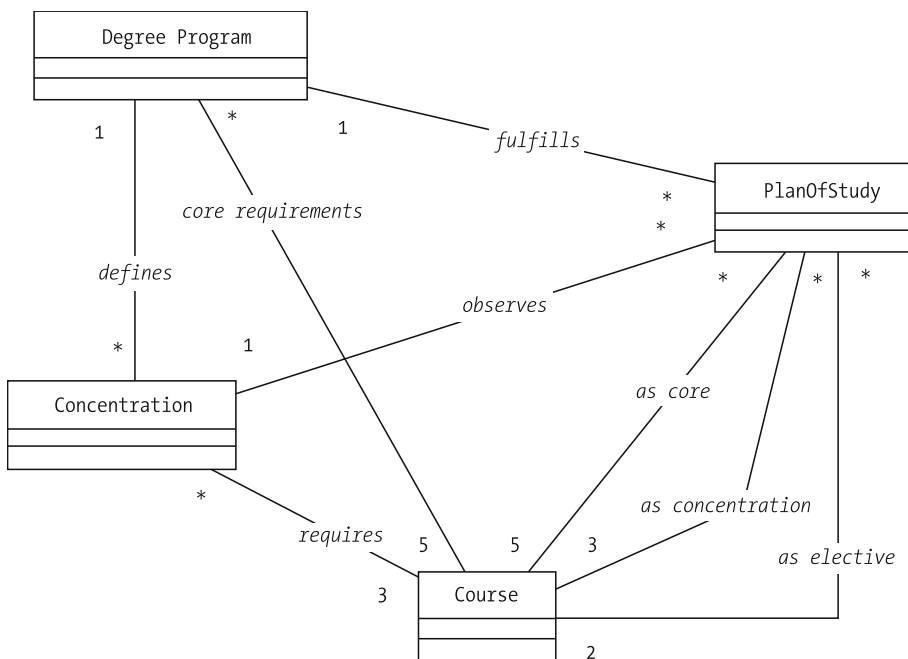 Degree Program
1
*
1
fulfills
PlanOfStudy
*
core requirements
*
defines
*
*
*
observes
*
1
as core
Concentration
*
as concentration
requires
5
5
3
as elective
3
Course
2